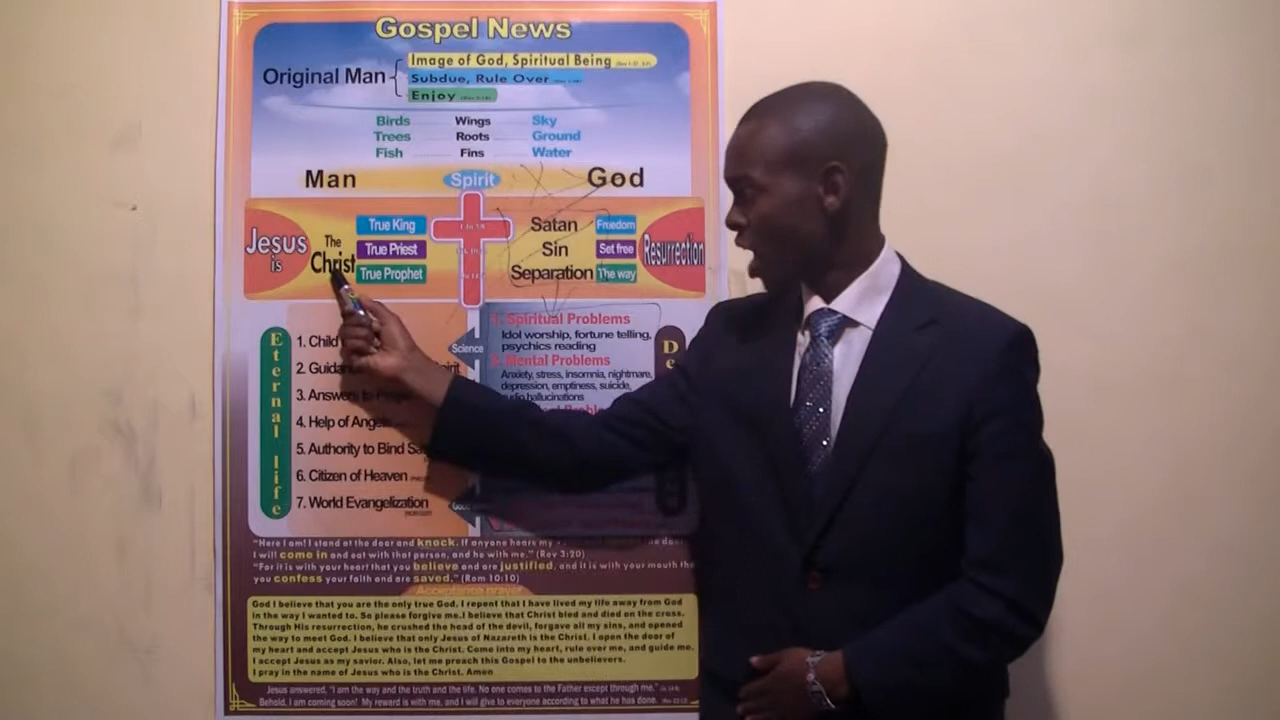 Gospel News
Original Man
Image of God, Spiritual Being
Subdue, Rule Over
Enjoy
Birds Wings Sky
Trees Roots Ground
Fish Fins Water
Man Spirit God
Jesus is
The Christ
True King
True Priest
True Prophet
Satan Freedom
Sin Set free
Separation The way
Resurrection
Eternal life
1. Child
2.
3. Answers to
4. Help of
5. Authority to Bind
6. Citizen of Heaven
7. World Evangelization
Science
1. Spiritual Problems
Idol worship, fortune telling,
psychics reading
Mental Problems
Anxiety, stress, insomnia, nightmare,
depression, emptiness, suicide,
hallucinations
"Here I am! I stand at the door and knock. If anyone hears my
I will come in and eat with that person, and he with me." (Rev 3:20)
"For it is with your heart that you believe and are justified, and it is with your mouth
you confess your faith and are saved." (Rom 10:10)
Acceptance prayer
God I believe that you are the only true God. I repent that I have lived my life away from God
in the way I wanted to. So please forgive me.I believe that Christ bled and died on the cross.
Through His resurrection, he crushed the head of the devil, forgave all my sins, and opened
the way to meet God. I believe that only Jesus of Nazareth is the Christ. I open the door of
my heart and accept Jesus who is the Christ. Come into my heart, rule over me, and guide me.
I accept Jesus as my savior. Also, let me preach this Gospel to the unbelievers.
I pray in the name of Jesus who is the Christ. Amen
Jesus answered, "I am the way and the truth and the life. No one comes to the Father except through me."
Behold, I am coming soon! My reward is with me, and I will give to everyone according to what he has done.